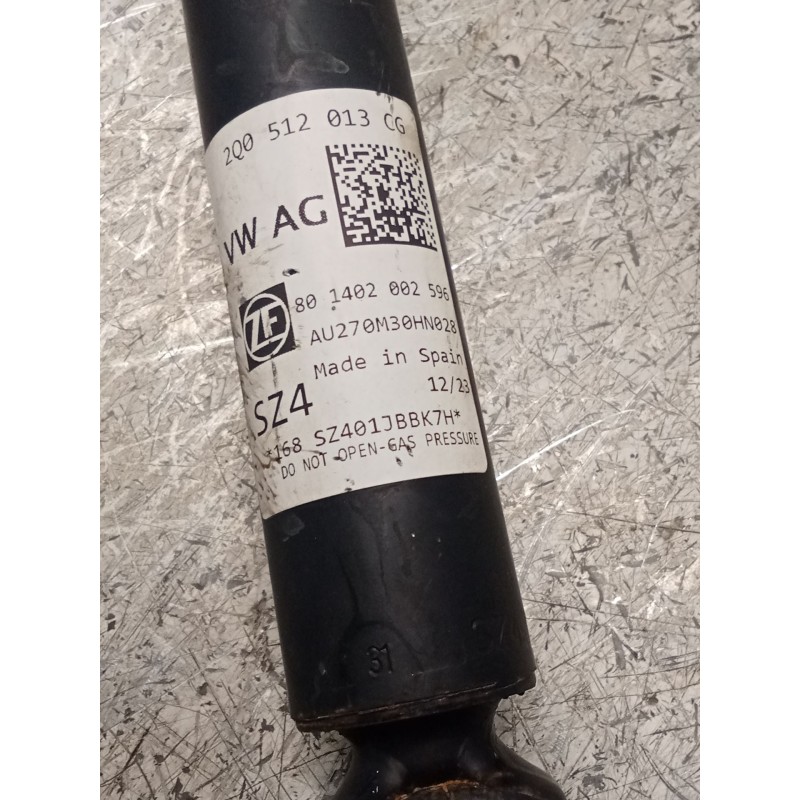 2Q0 512 013 CG
VW AG
ZF
80 1402 002 596
AU270M30HN028
Made in Spain
12/23
SZ4
*168 SZ401JBBK7H*
DO NOT OPEN-GAS PRESSURE
31